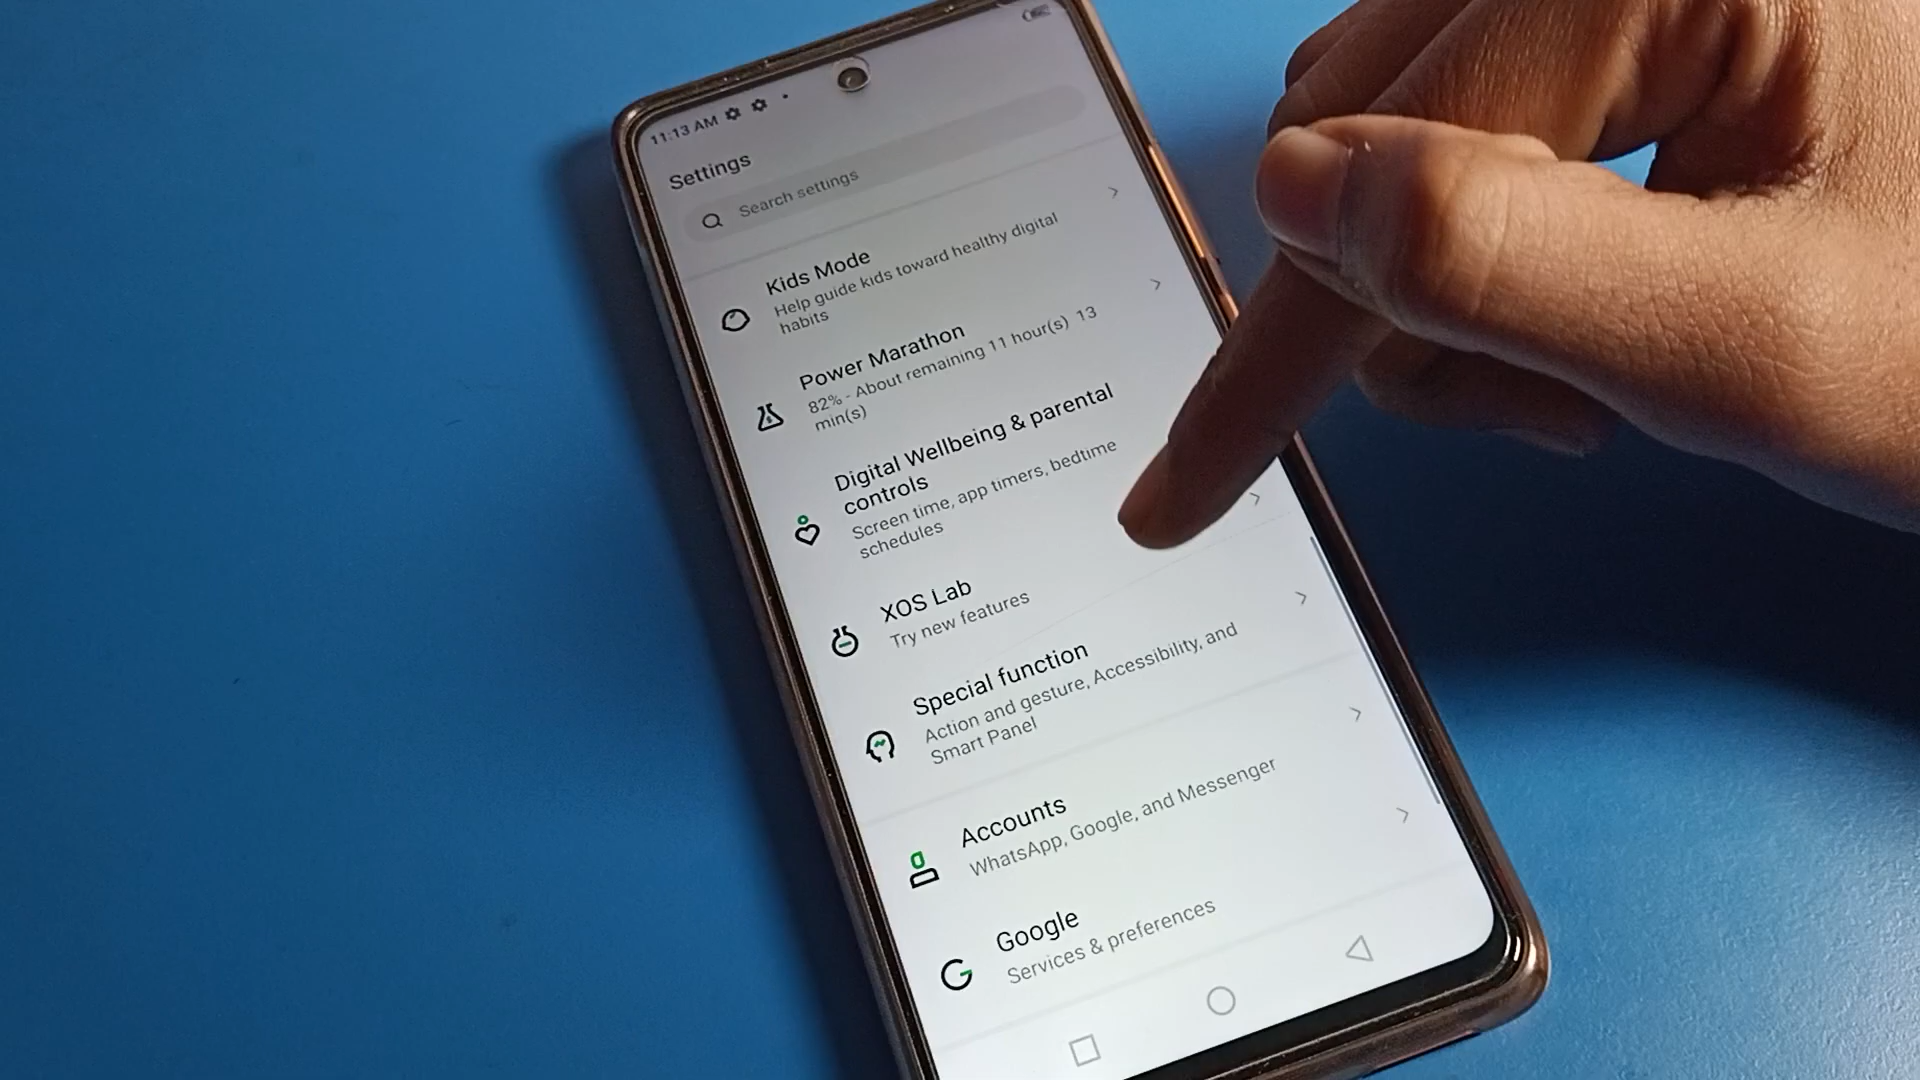 11:13 AM
Settings
Search settings
Kids Mode
Help guide kids toward healthy digital
habits
Power Marathon
82% - About remaining 11 hour(s) 13
min(s)
Digital Wellbeing & parental
controls
Screen time, app timers, bedtime
schedules
XOS Lab
Try new features
Special function
Action and gesture, Accessibility, and
Smart Panel
Accounts
WhatsApp, Google, and Messenger
Google
Services & preferences